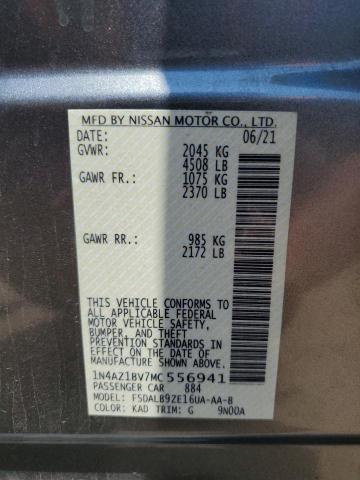 MFD BY NISSAN MOTOR CO., LTD.
DATE: 06/21
GVWR: 2045 KG
4508 LB
GAWR FR.: 1075 KG
2370 LB
GAWR RR.: 985 KG
2172 LB
THIS VEHICLE CONFORMS TO
ALL APPLICABLE FEDERAL
MOTOR VEHICLE SAFETY,
BUMPER, AND THEFT
PREVENTION STANDARDS IN
EFFECT ON THE DATE OF
MANUFACTURE SHOWN ABOVE.
1N4AZ1BV7MC556941
PASSENGER CAR 884
MODEL: FSDALB9ZE16UA-AA-B
COLOR: KAD TRIM: G 9N00A